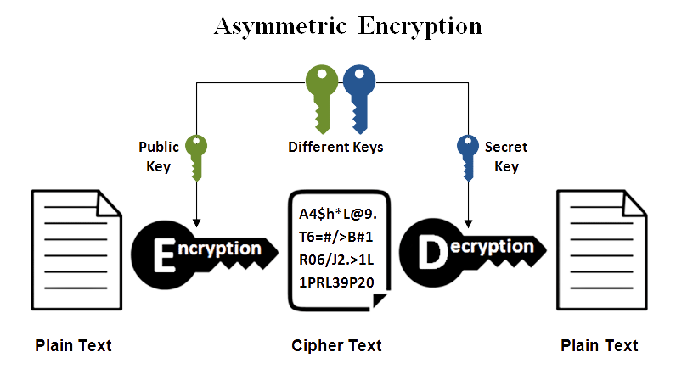 Asymmetric Encryption
Public
Key
Different Keys
Secret
Key
A4$h*L@9.
T6=#/>B#1
R06/J2.>1L
1PRL39P20
Encryption
Decryption
Plain Text
Cipher Text
Plain Text